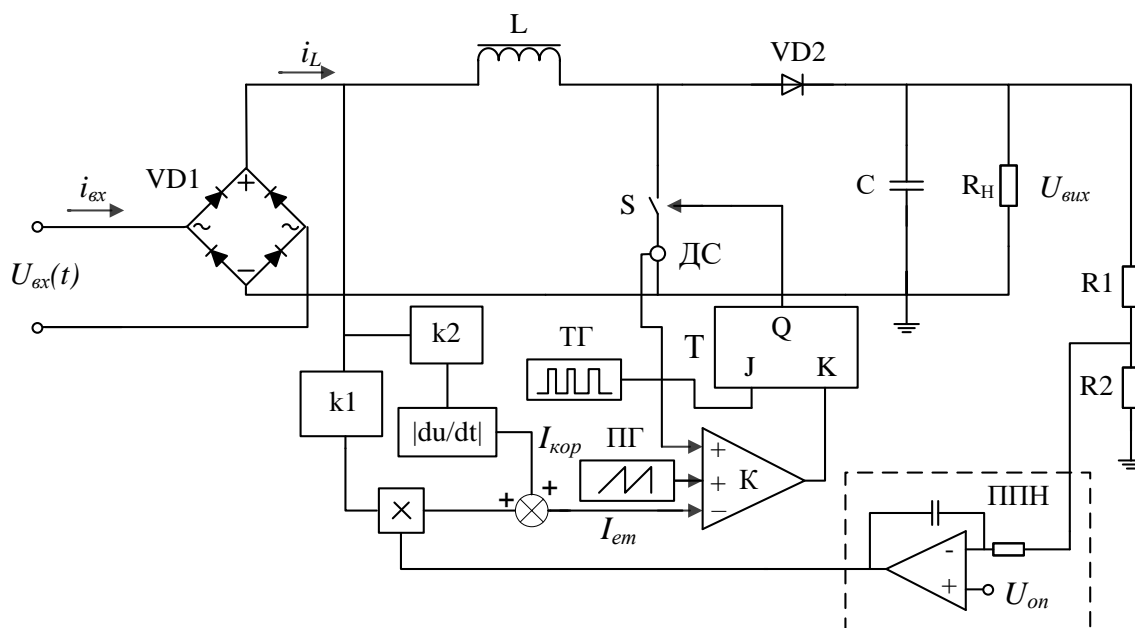 L
VD2
i_L
VD1
i_вх
S
C
R_Н
U_вих
ДС
U_вх(t)
R1
k2
ТГ
T
Q
J
K
k1
R2
|du/dt|
I_кор
ПГ
+
К
+
ППН
+
+
×
−
I_ет
-
+
U_оп